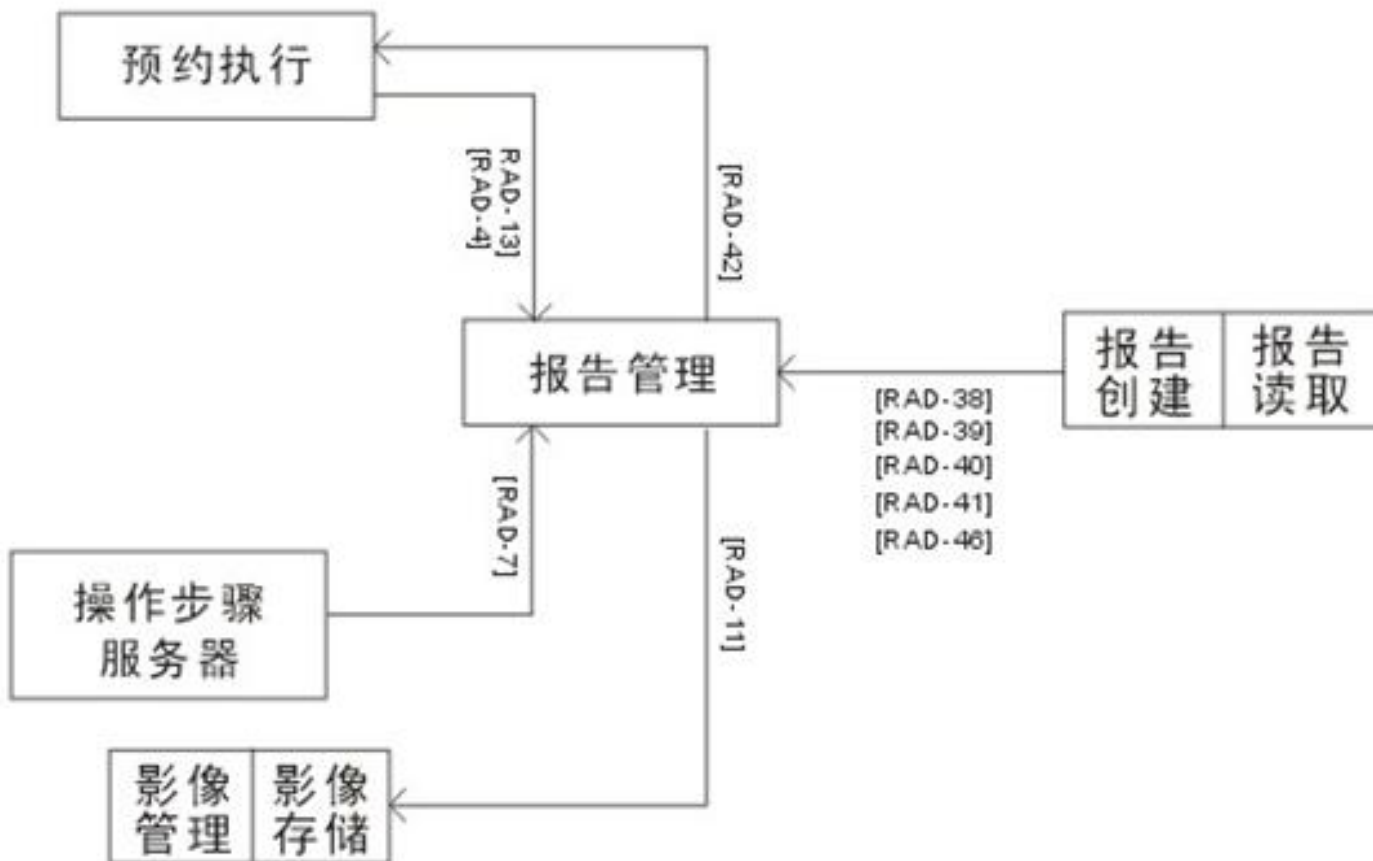 预约执行
RAD-13]
[RAD-4]
[RAD-42]
报告管理
报告
创建
报告
读取
[RAD-38]
[RAD-39]
[RAD-40]
[RAD-41]
[RAD-46]
[RAD-7]
[RAD-11]
操作步骤
服务器
影像
管理
影像
存储